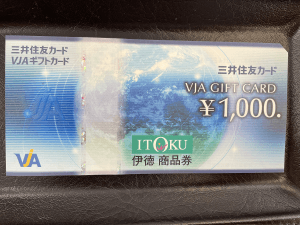 三井住友カード
VJAギフトカード
三井住友カード
VJA GIFT CARD
¥1,000.
VJA
ITOKU
伊徳 商品券